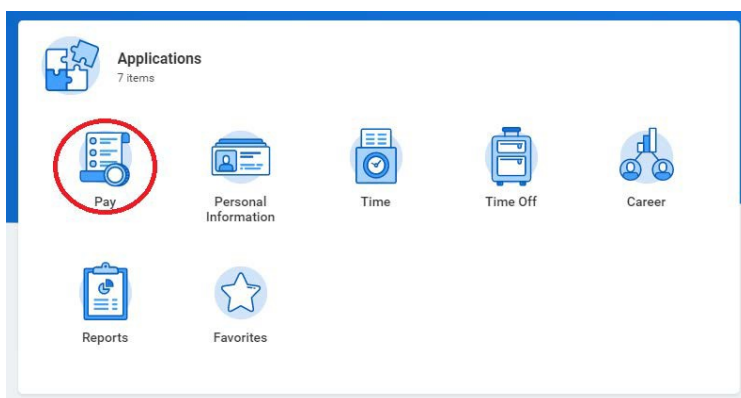 Applications
7 items
Pay
Personal
Information
Time
Time Off
Career
Reports
Favorites